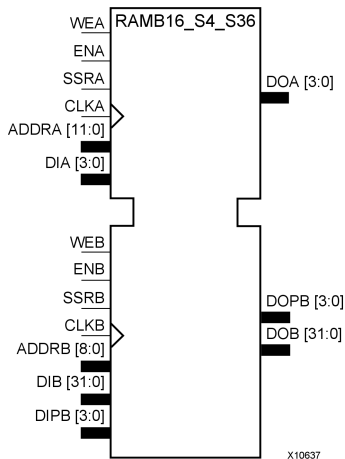 RAMB16_S4_S36
WEA
ENA
SSRA
CLKA
ADDRA [11:0]
DIA [3:0]
DOA [3:0]
WEB
ENB
SSRB
CLKB
ADDRB [8:0]
DIB [31:0]
DIPB [3:0]
DOPB [3:0]
DOB [31:0]
X10637